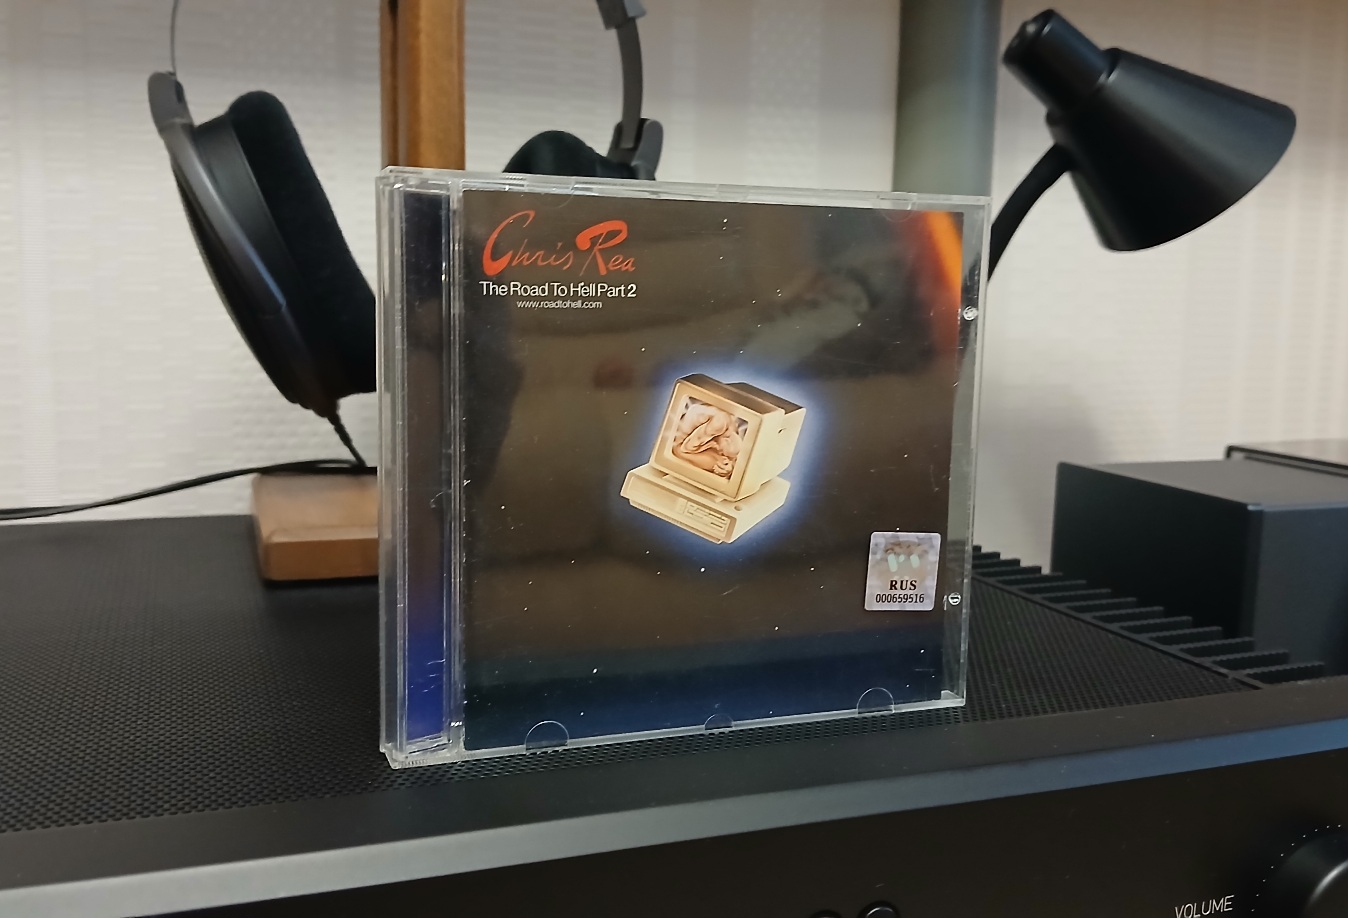 Chris Rea
The Road To Hell Part 2
www.roadtohell.com
RUS
000659516
VOLUME